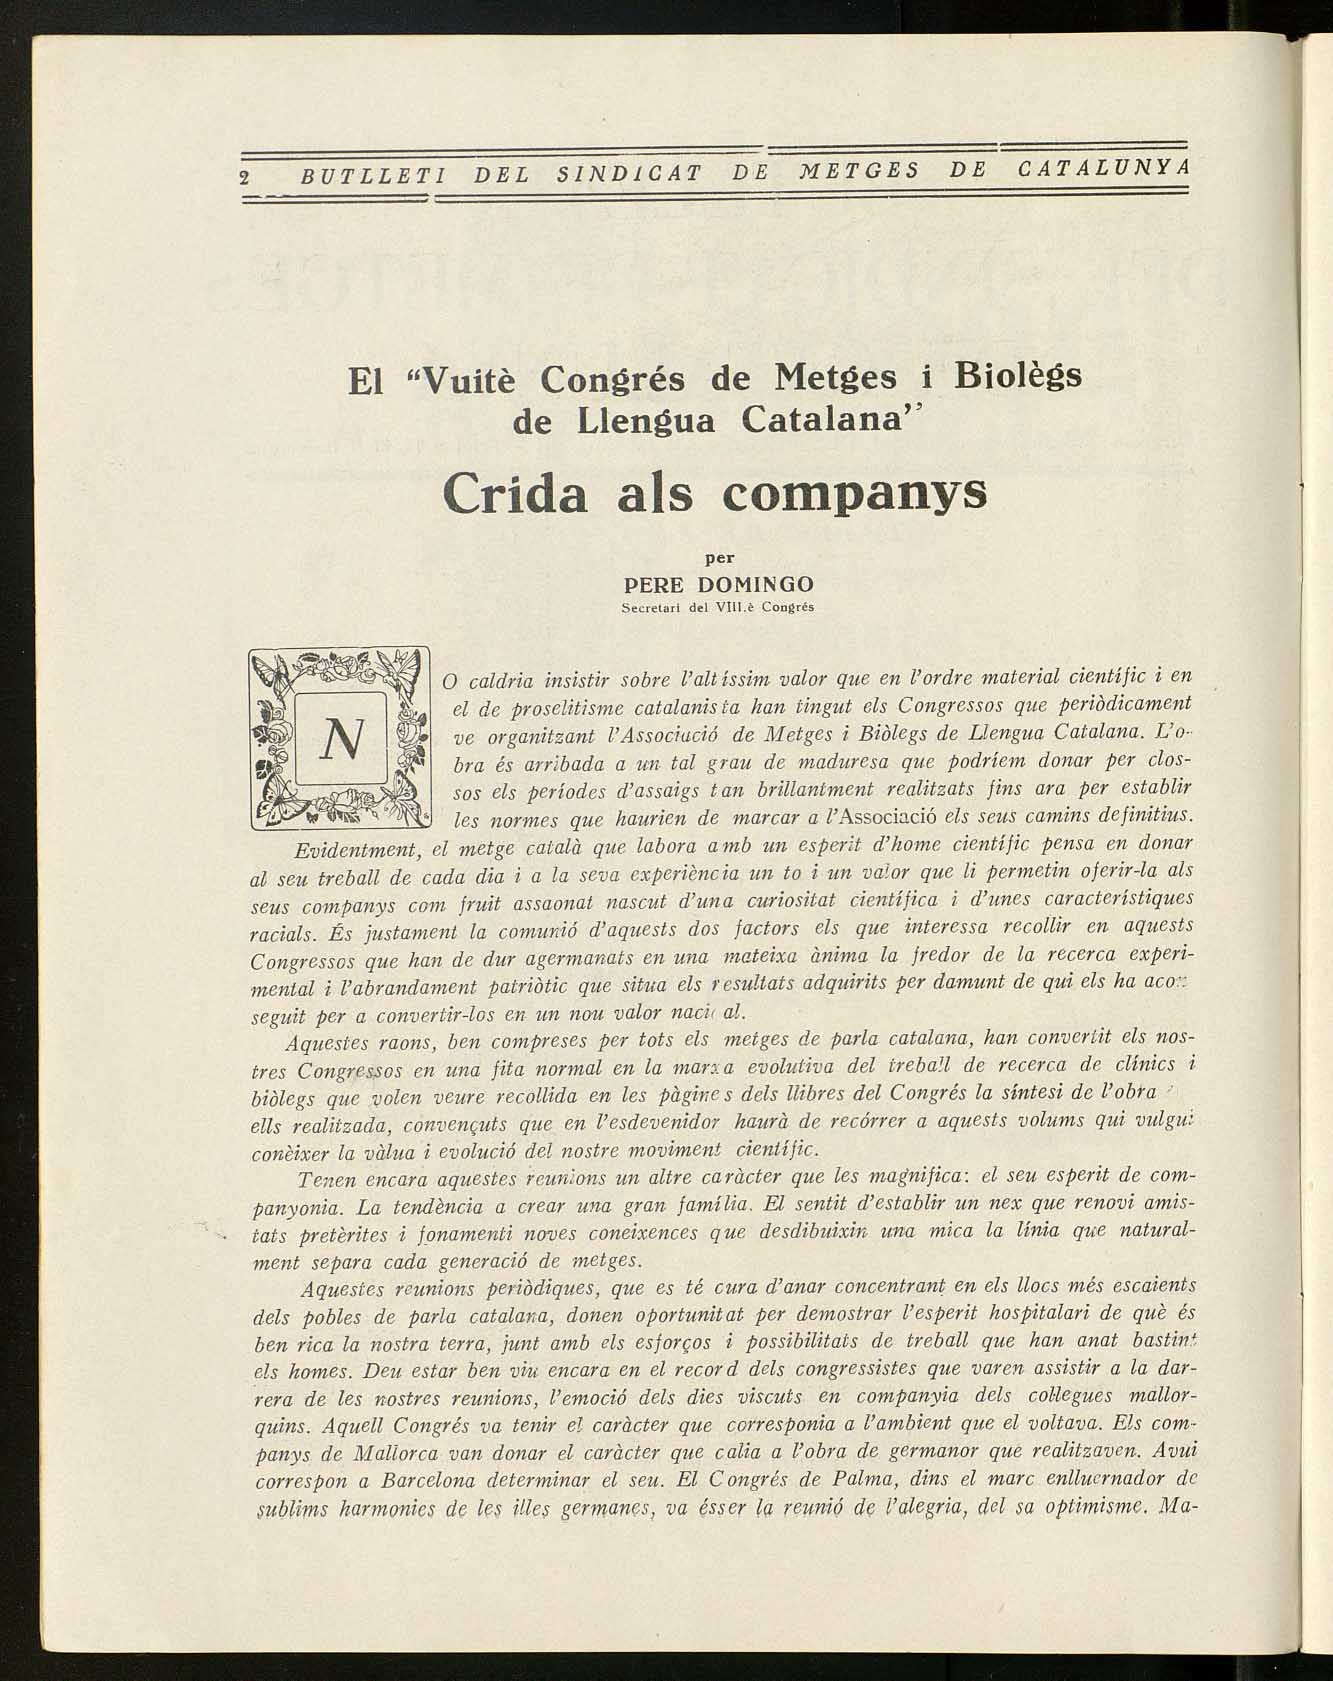 2 BUTLLETI DEL SINDICAT DE METGES DE CATALUNYA
El "Vuitè Congrés de Metges i Biolègs
de Llengua Catalana"
Crida als companys
per
PERE DOMINGO
Secretari del VIII.è Congrés
NO caldria insistir sobre l'altíssim valor que en l'ordre material científic i en
el de proselitisme catalanista han tingut els Congressos que periòdicament
ve organitzant l'Associació de Metges i Biòlegs de Llengua Catalana. L'o-
bra és arribada a un tal grau de maduresa que podríem donar per clos-
sos els períodes d'assaigs tan brillantment realitzats fins ara per establir
les normes que haurien de marcar a l'Associació els seus camins definitius.
Evidentment, el metge català que labora amb un esperit d'home científic pensa en donar
al seu treball de cada dia i a la seva experiència un to i un valor que li permetin oferir-la als
seus companys com fruit assaonat nascut d'una curiositat científica i d'unes característiques
racials. És justament la comunió d'aquests dos factors els que interessa recollir en aquests
Congressos que han de dur agermanats en una mateixa ànima la fredor de la recerca experi-
mental i l'abrandament patriòtic que situa els resultats adquirits per damunt de qui els ha acon-
seguit per a convertir-los en un nou valor naci al.
Aquestes raons, ben compreses per tots els metges de parla catalana, han convertit els nos-
tres Congressos en una fita normal en la marxa evolutiva del treball de recerca de clínics i
biòlegs que volen veure recollida en les pàgines dels llibres del Congrés la síntesi de l'obra
ells realitzada, convençuts que en l'esdevenidor haurà de recórrer a aquests volums qui vulgui
conèixer la vàlua i evolució del nostre moviment científic.
Tenen encara aquestes reunions un altre caràcter que les magnifica: el seu esperit de com-
panyonia. La tendència a crear una gran família. El sentit d'establir un nex que renovi amis-
tats pretèrites i fonamenti noves coneixences que desdibuixin una mica la línia que natural-
ment separa cada generació de metges.
Aquestes reunions periòdiques, que es té cura d'anar concentrant en els llocs més escaients
dels pobles de parla catalana, donen oportunitat per demostrar l'esperit hospitalari de què és
ben rica la nostra terra, junt amb els esforços i possibilitats de treball que han anat bastint
els homes. Deu estar ben viu encara en el record dels congressistes que varen assistir a la dar-
rera de les nostres reunions, l'emoció dels dies viscuts en companyia dels col·legues mallor-
quins. Aquell Congrés va tenir el caràcter que corresponia a l'ambient que el voltava. Els com-
panys de Mallorca van donar el caràcter que calia a l'obra de germanor que realitzaven. Avui
correspon a Barcelona determinar el seu. El Congrés de Palma, dins el marc enlluernador de
sublims harmonies de les illes germanes, va ésser la reunió de l'alegria, del sa optimisme. Ma-